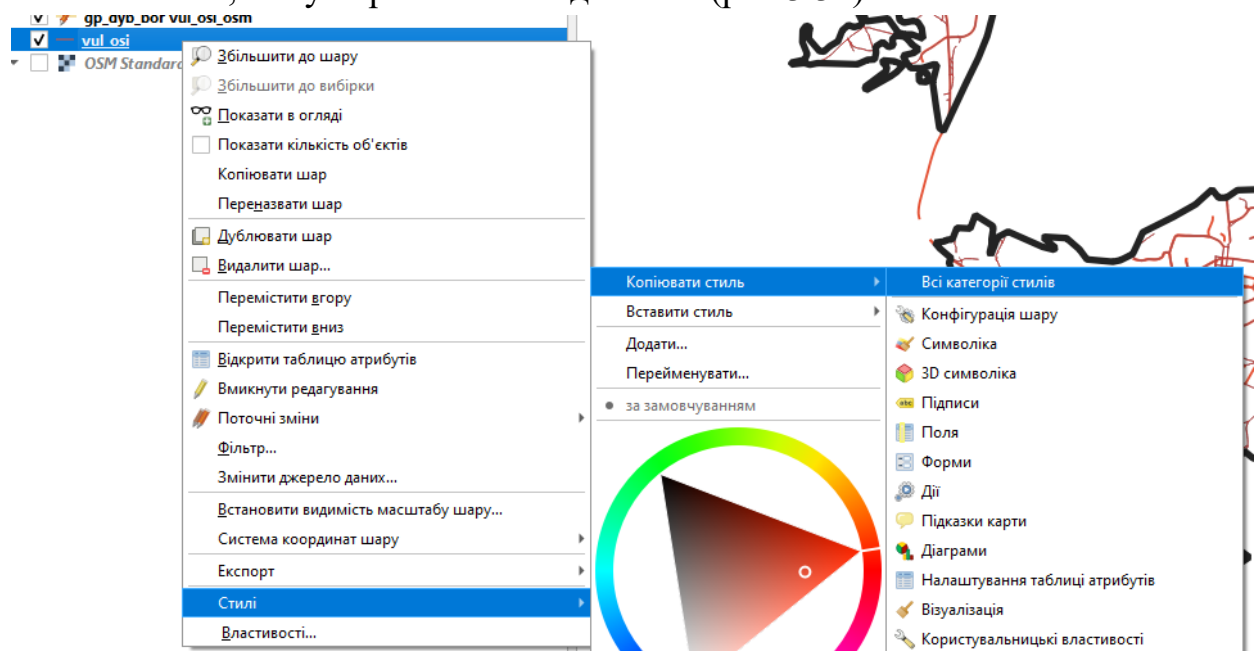 gp_dyb_bor vul_osi_osm
vul_osi
OSM Standard
Збільшити до шару
Збільшити до вибірки
Показати в огляді
Показати кількість об'єктів
Копіювати шар
Переназвати шар
Дублювати шар
Видалити шар...
Перемістити вгору
Перемістити вниз
Відкрити таблицю атрибутів
Вмикнути редагування
Поточні зміни
Фільтр...
Змінити джерело даних...
Встановити видимість масштабу шару...
Система координат шару
Експорт
Стилі
Властивості...
Копіювати стиль
Вставити стиль
Додати...
Перейменувати...
за замовчуванням
Всі категорії стилів
Конфігурація шару
Символіка
3D символіка
abc Підписи
Поля
Форми
Дії
Підказки карти
Діаграми
Налаштування таблиці атрибутів
Візуалізація
Користувальницькі властивості